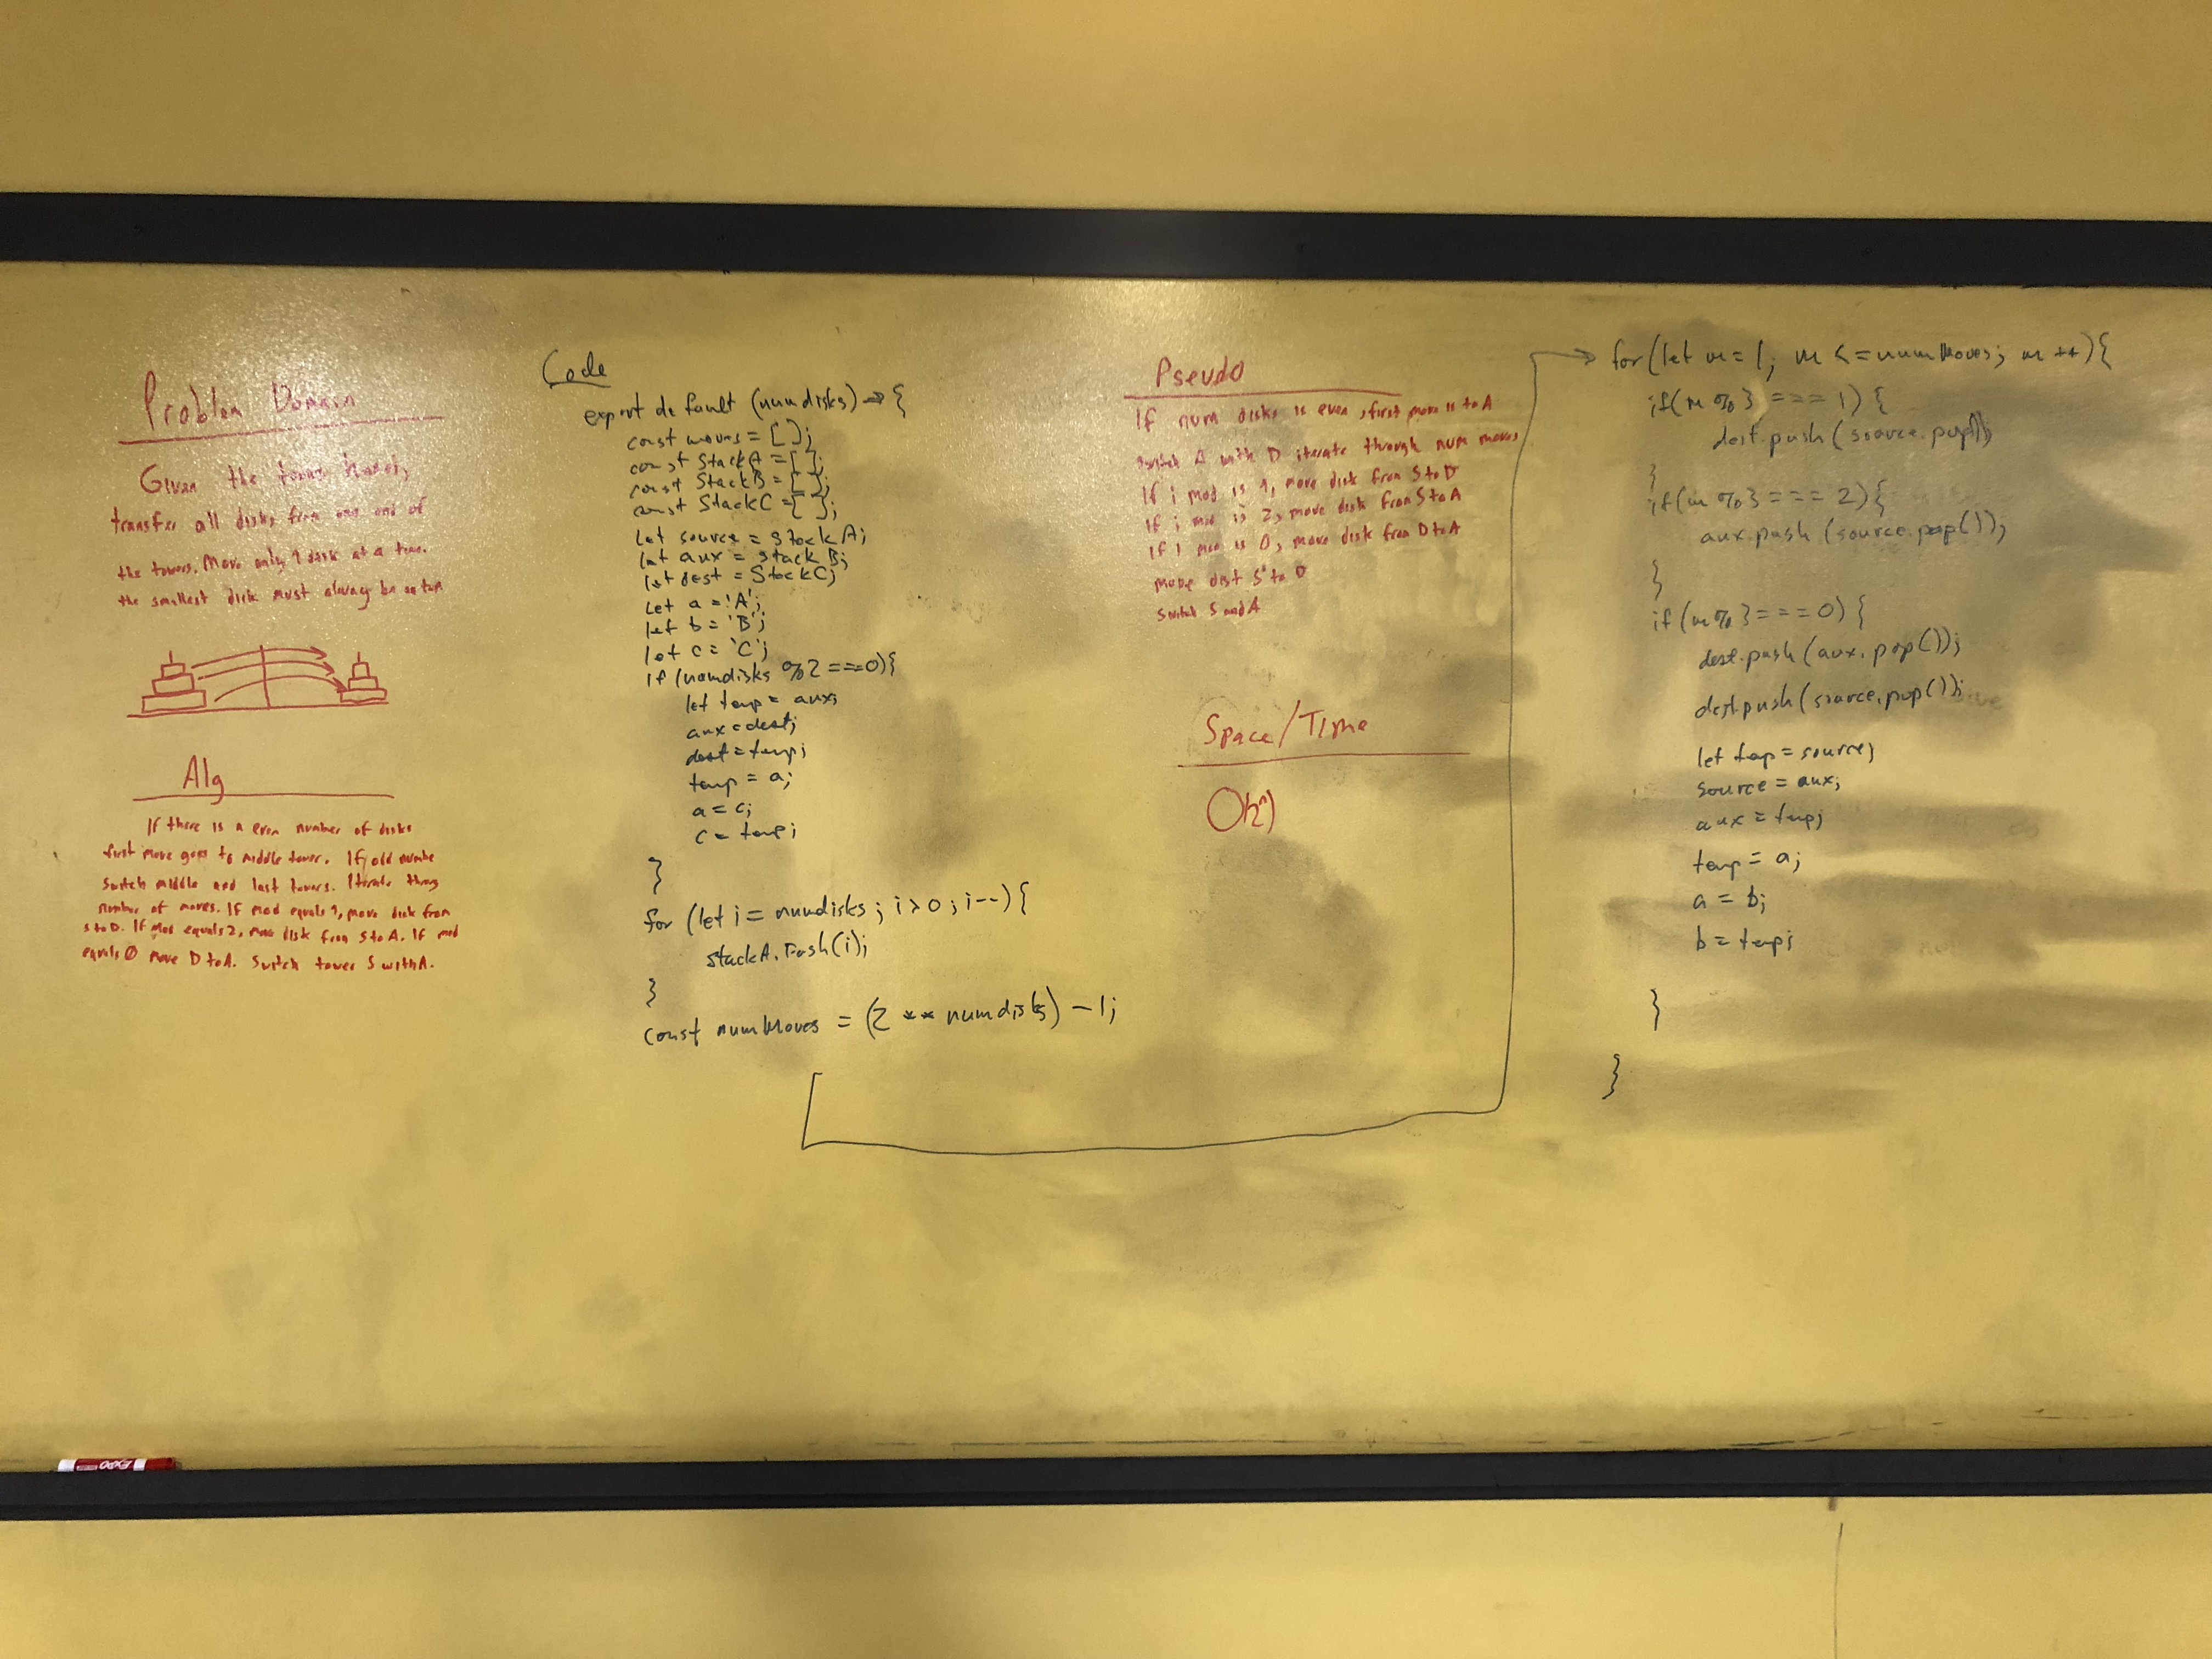 Problem Domain
Given the towers hanoi,
transfer all disks from one end of
the towers. Move only 1 disk at a time.
the smallest disk must always be on top
Alg
If there is a even number of disks
first move goes to middle tower. If odd numbe
switch middle and last towers. Iterate throug
number of moves. If mod equals 1, move disk from
S to D. If mod equals 2, move disk from S to A. If mod
equals 0 move D to A. Switch tower S with A.
Code
export default (numdisks) => {
const moves = [ ];
const StackA = [ ];
const StackB = [ ];
const StackC = [ ];
let source = stackA;
let aux = stackB;
let dest = StackC;
let a = 'A';
let b = 'B';
let c = 'C';
if (numdisks %2 ===0){
let temp = aux;
aux = dest;
dest = temp;
temp = a;
a = c;
c = temp;
}
for (let i = numdisks ; i > 0 ; i--) {
stackA.Push(i);
}
const numMoves = (2 ** numdisks) - 1;
Pseudo
If num disks is even, first move is to A
switch A with D iterate through num moves
If i mod is 1, move disk from S to D
If i mod is 2, move disk from S to A
If i mod is 0, move disk from D to A
move dist S to D
Switch S and A
Space/Time
O(2^n)
for (let m = 1; m <= numMoves; m ++){
if(m %3 === 1) {
dest.push(source.pop());
}
if(m %3 === 2){
aux.push (source.pop());
}
if (m%3===0) {
dest.push(aux.pop());
dest.push(source.pop());
let temp = source;
source = aux;
aux = temp;
temp = a;
a = b;
b = temp;
}
}
EXPO